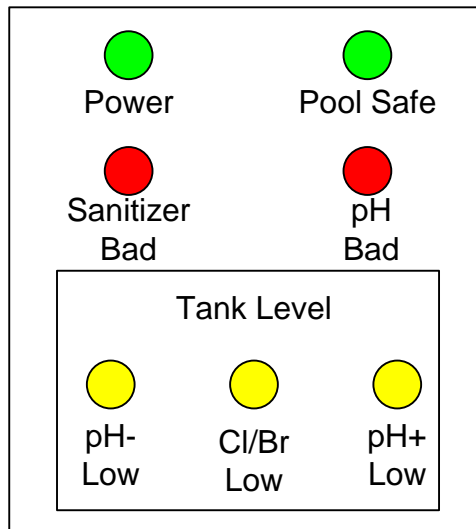 Power
Pool Safe
Sanitizer
Bad
pH
Bad
Tank Level
pH-
Low
Cl/Br
Low
pH+
Low